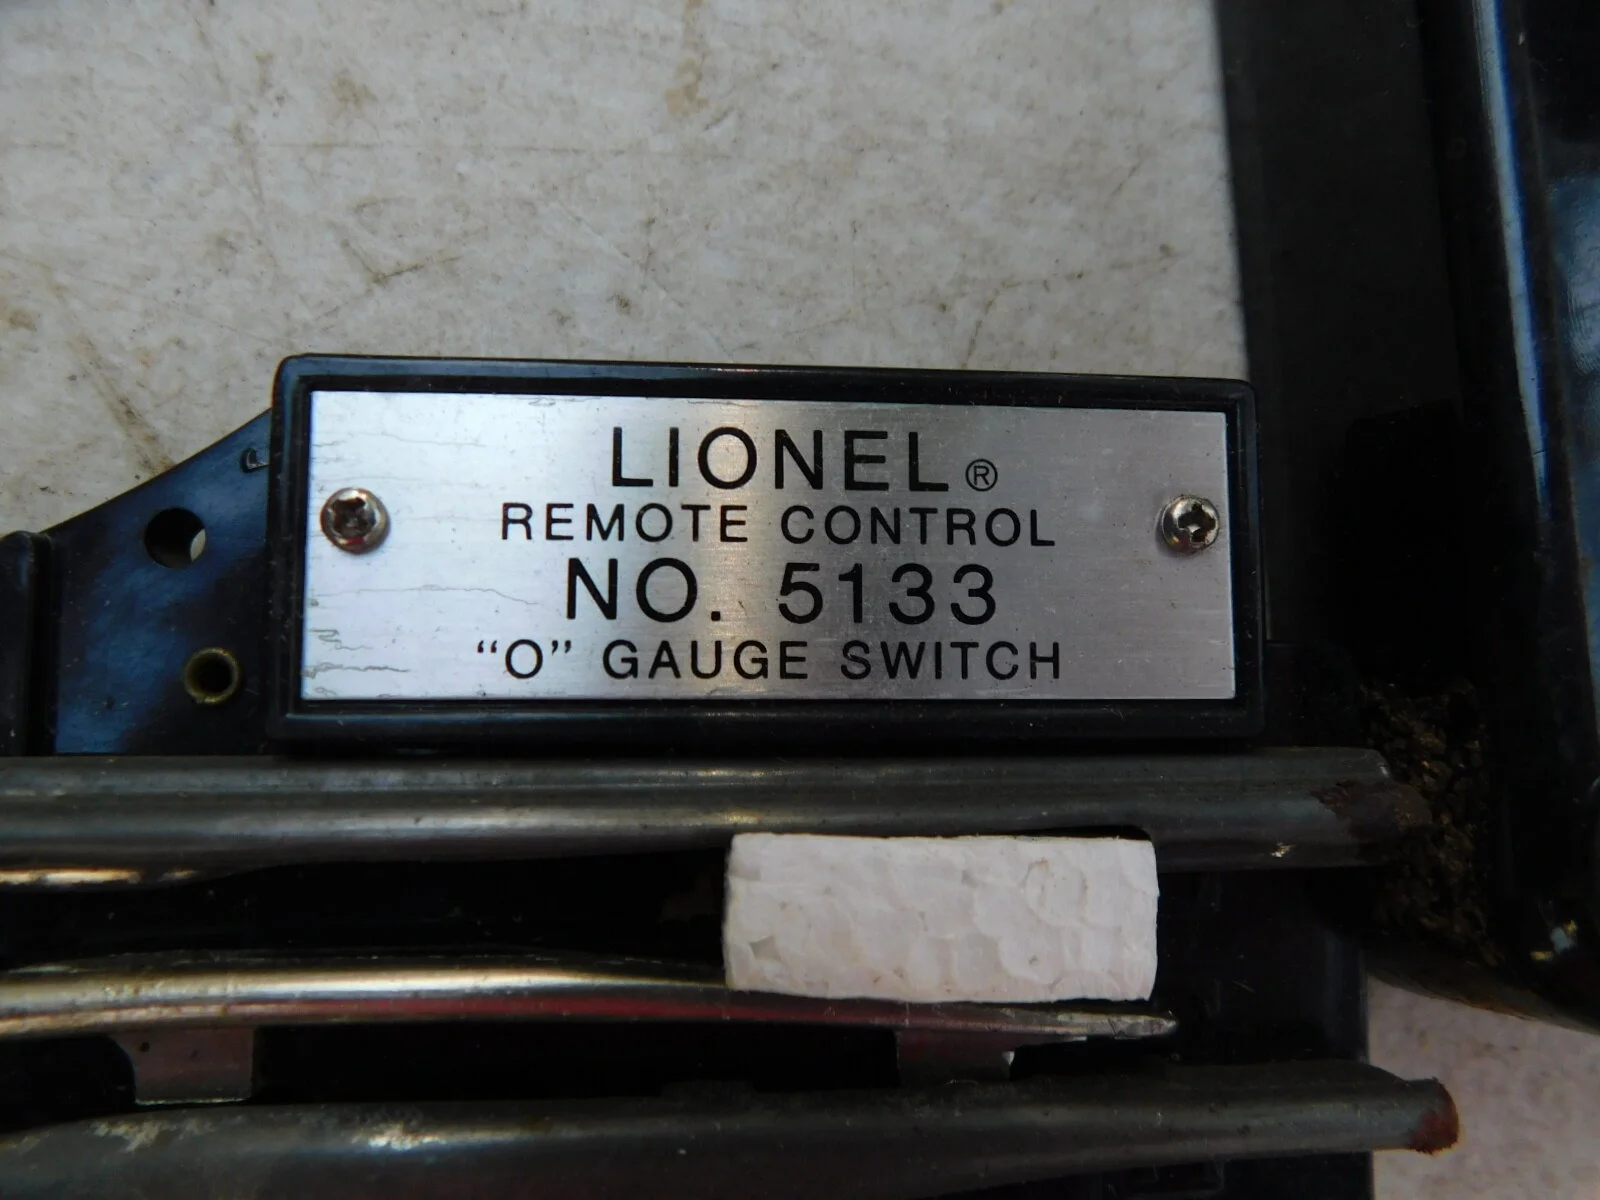 LIONEL®
REMOTE CONTROL
NO. 5133
“O” GAUGE SWITCH